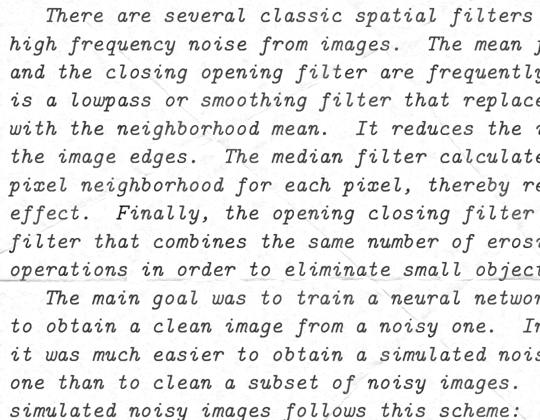 There are several classic spatial filters
high frequency noise from images. The mean
and the closing opening filter are frequently
is a lowpass or smoothing filter that replace
with the neighborhood mean. It reduces the
the image edges. The median filter calculate
pixel neighborhood for each pixel, thereby re
effect. Finally, the opening closing filter
filter that combines the same number of erosi
operations in order to eliminate small object
The main goal was to train a neural networ
to obtain a clean image from a noisy one. In
it was much easier to obtain a simulated nois
one than to clean a subset of noisy images.
simulated noisy images follows this scheme: